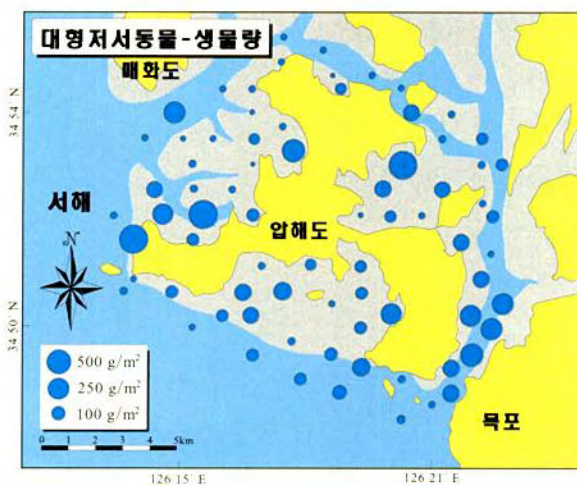 대형저서동물-생물량
매화도
서해
N
압해도
목포
34 54 N
34 50 N
500 g/m²
250 g/m²
100 g/m²
0 1 2 3 4 5km
126 15' E
126 21' E